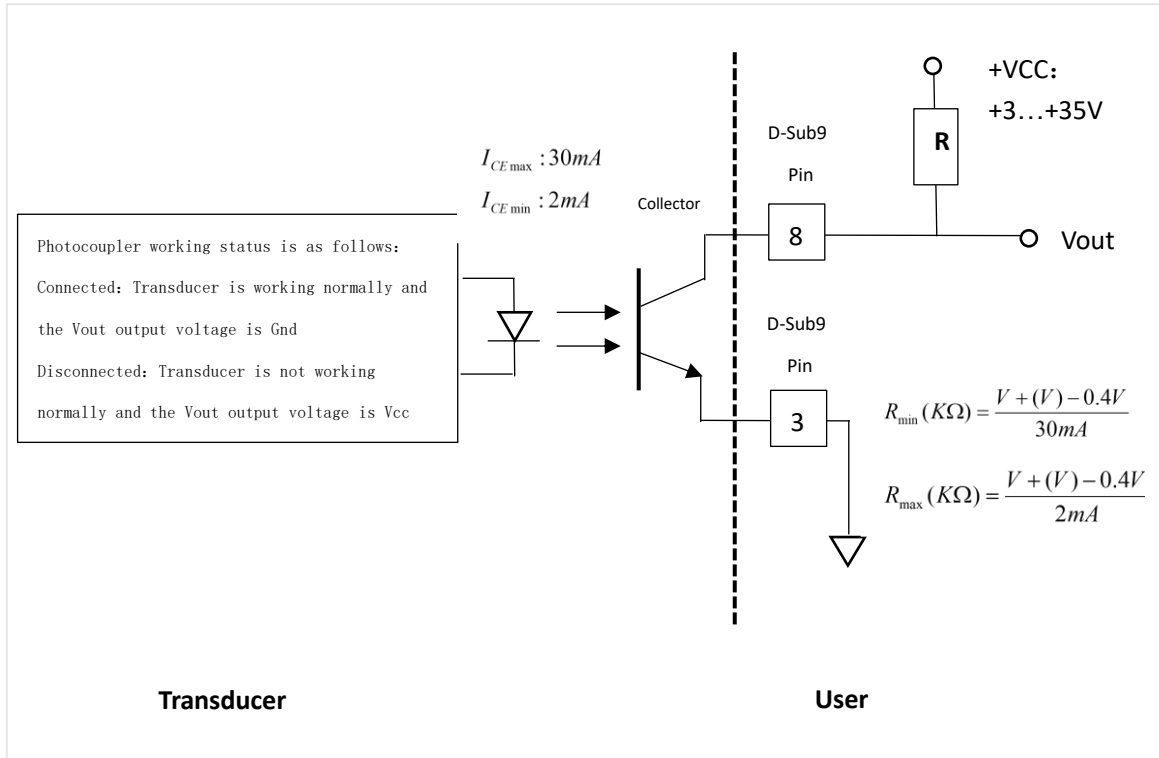 +VCC：
+3…+35V
R
D-Sub9
Pin
I_CE max : 30mA
I_CE min : 2mA
Collector
8
Vout
Photocoupler working status is as follows:
Connected: Transducer is working normally and
the Vout output voltage is Gnd
Disconnected: Transducer is not working
normally and the Vout output voltage is Vcc
D-Sub9
Pin
3
R_min (KΩ) = (V + (V) − 0.4V) / 30mA
R_max (KΩ) = (V + (V) − 0.4V) / 2mA
Transducer
User